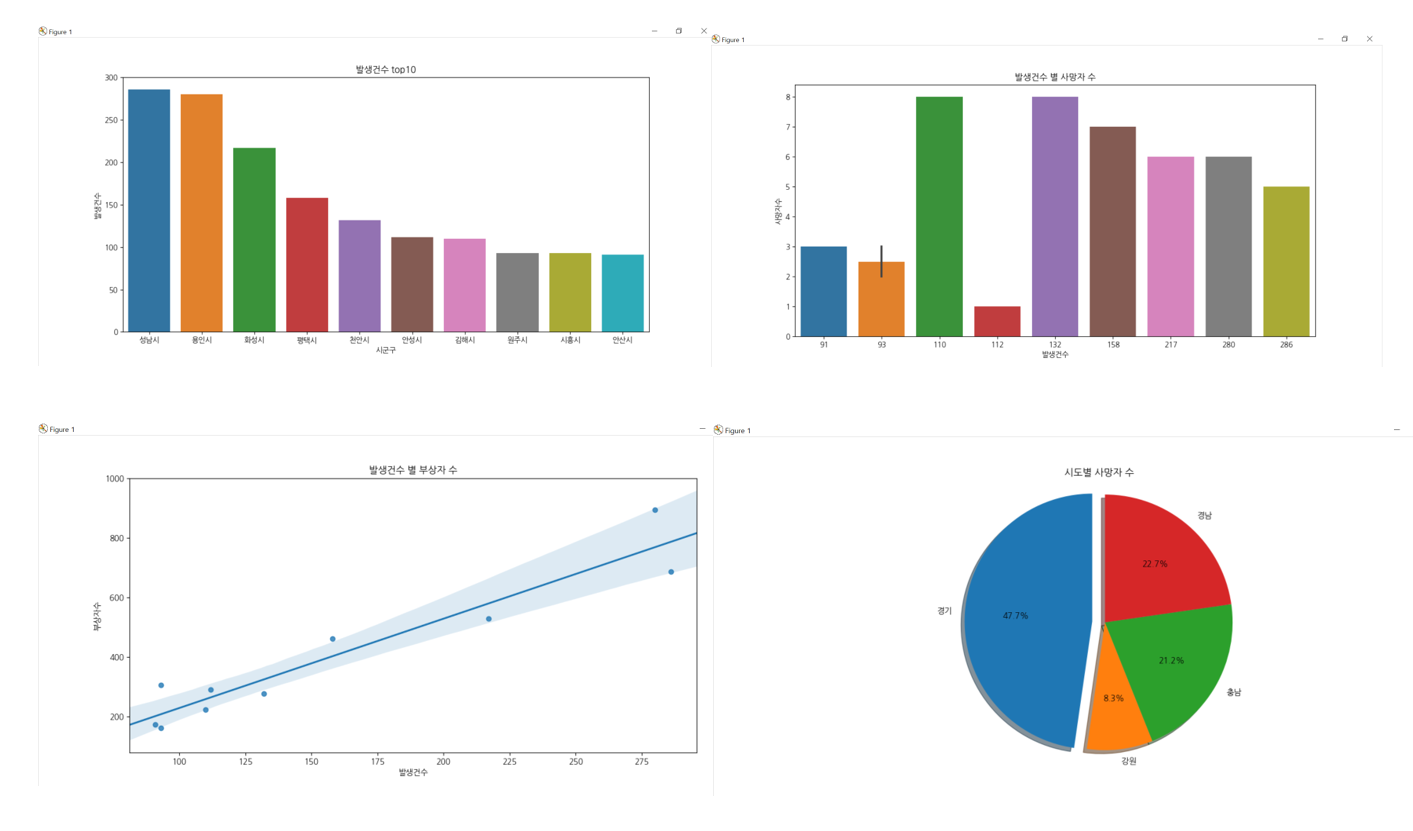 Figure 1
발생건수 top10
300
250
200
150
100
50
0
발생건수
성남시 용인시 화성시 평택시 천안시 안성시 김해시 원주시 시흥시 안산시
시군구
Figure 1
발생건수 별 사망자 수
8
7
6
5
4
3
2
1
0
사망자수
91 93 110 112 132 158 217 280 286
발생건수
Figure 1
발생건수 별 부상자 수
1000
800
600
400
200
부상자수
100 125 150 175 200 225 250 275
발생건수
Figure 1
시도별 사망자 수
경남
22.7%
경기
47.7%
21.2%
충남
8.3%
강원